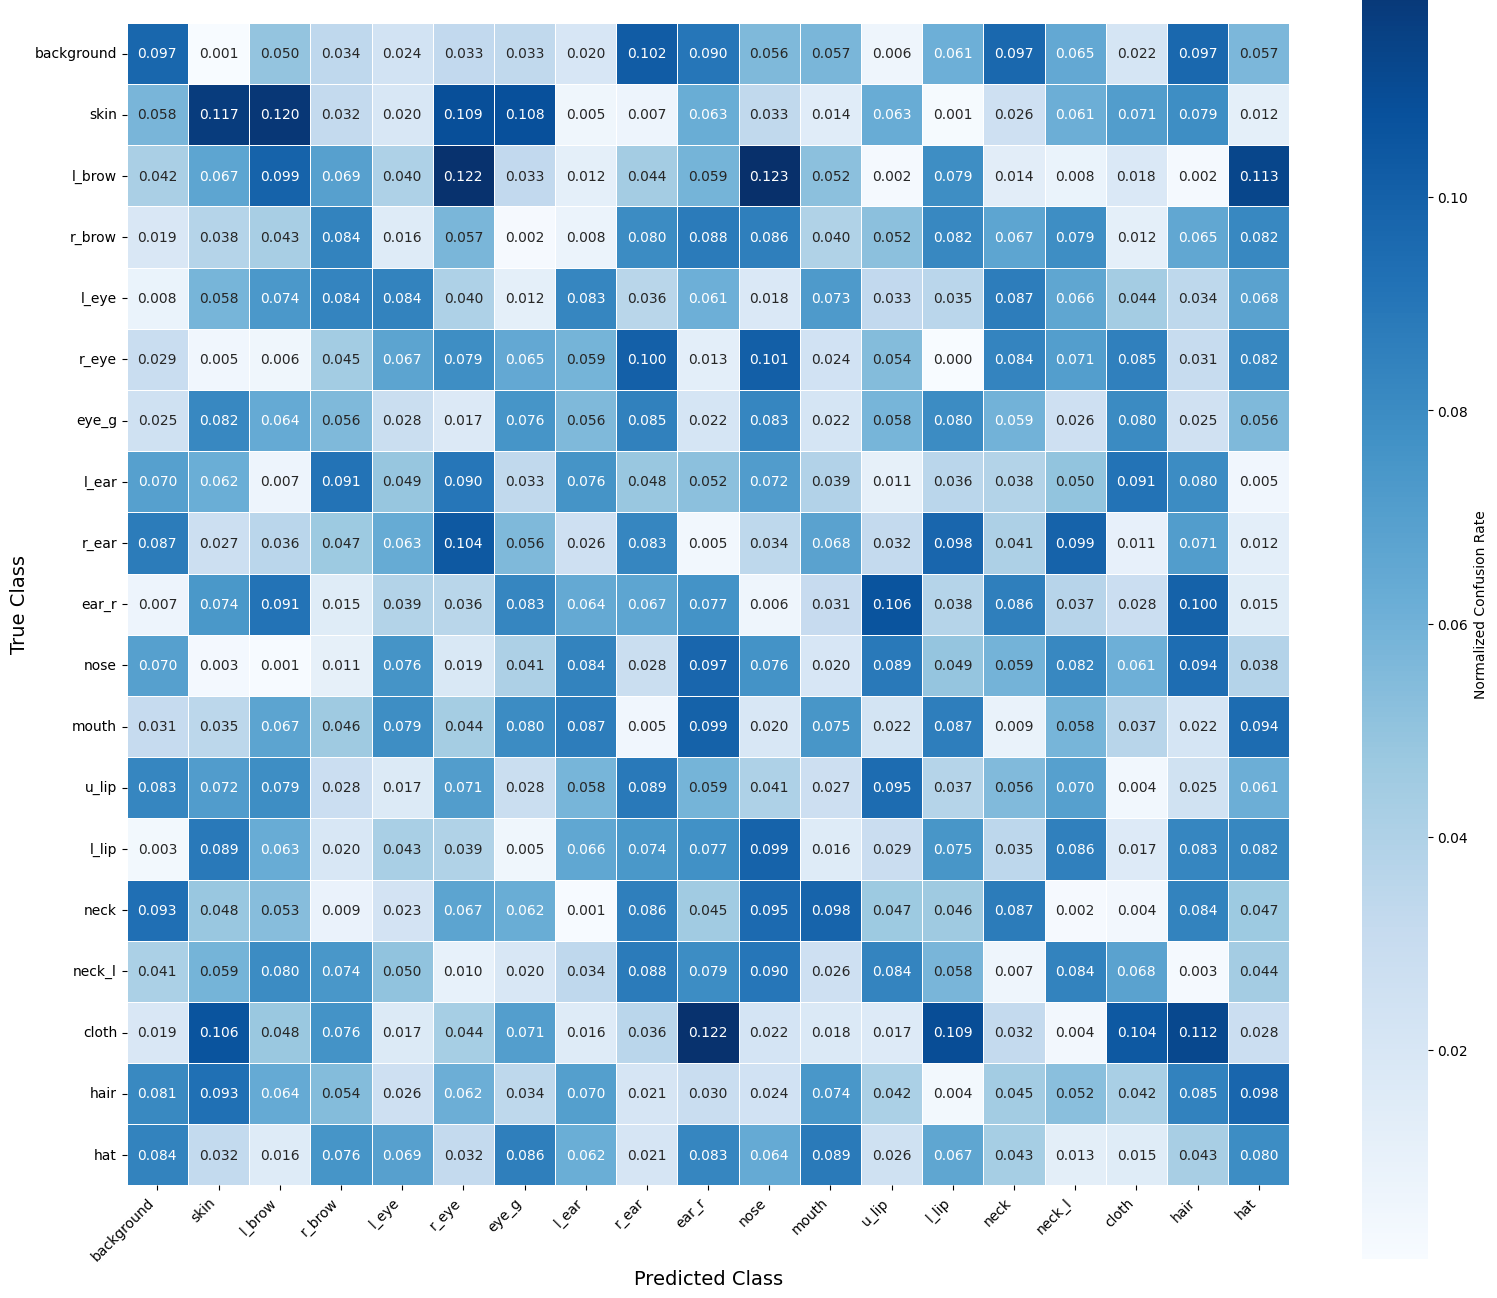 background 0.097 0.001 0.050 0.034 0.024 0.033 0.033 0.020 0.102 0.090 0.056 0.057 0.006 0.061 0.097 0.065 0.022 0.097 0.057
skin 0.058 0.117 0.120 0.032 0.020 0.109 0.108 0.005 0.007 0.063 0.033 0.014 0.063 0.001 0.026 0.061 0.071 0.079 0.012
l_brow 0.042 0.067 0.099 0.069 0.040 0.122 0.033 0.012 0.044 0.059 0.123 0.052 0.002 0.079 0.014 0.008 0.018 0.002 0.113
r_brow 0.019 0.038 0.043 0.084 0.016 0.057 0.002 0.008 0.080 0.088 0.086 0.040 0.052 0.082 0.067 0.079 0.012 0.065 0.082
l_eye 0.008 0.058 0.074 0.084 0.084 0.040 0.012 0.083 0.036 0.061 0.018 0.073 0.033 0.035 0.087 0.066 0.044 0.034 0.068
r_eye 0.029 0.005 0.006 0.045 0.067 0.079 0.065 0.059 0.100 0.013 0.101 0.024 0.054 0.000 0.084 0.071 0.085 0.031 0.082
eye_g 0.025 0.082 0.064 0.056 0.028 0.017 0.076 0.056 0.085 0.022 0.083 0.022 0.058 0.080 0.059 0.026 0.080 0.025 0.056
l_ear 0.070 0.062 0.007 0.091 0.049 0.090 0.033 0.076 0.048 0.052 0.072 0.039 0.011 0.036 0.038 0.050 0.091 0.080 0.005
r_ear 0.087 0.027 0.036 0.047 0.063 0.104 0.056 0.026 0.083 0.005 0.034 0.068 0.032 0.098 0.041 0.099 0.011 0.071 0.012
ear_r 0.007 0.074 0.091 0.015 0.039 0.036 0.083 0.064 0.067 0.077 0.006 0.031 0.106 0.038 0.086 0.037 0.028 0.100 0.015
nose 0.070 0.003 0.001 0.011 0.076 0.019 0.041 0.084 0.028 0.097 0.076 0.020 0.089 0.049 0.059 0.082 0.061 0.094 0.038
mouth 0.031 0.035 0.067 0.046 0.079 0.044 0.080 0.087 0.005 0.099 0.020 0.075 0.022 0.087 0.009 0.058 0.037 0.022 0.094
u_lip 0.083 0.072 0.079 0.028 0.017 0.071 0.028 0.058 0.089 0.059 0.041 0.027 0.095 0.037 0.056 0.070 0.004 0.025 0.061
l_lip 0.003 0.089 0.063 0.020 0.043 0.039 0.005 0.066 0.074 0.077 0.099 0.016 0.029 0.075 0.035 0.086 0.017 0.083 0.082
neck 0.093 0.048 0.053 0.009 0.023 0.067 0.062 0.001 0.086 0.045 0.095 0.098 0.047 0.046 0.087 0.002 0.004 0.084 0.047
neck_l 0.041 0.059 0.080 0.074 0.050 0.010 0.020 0.034 0.088 0.079 0.090 0.026 0.084 0.058 0.007 0.084 0.068 0.003 0.044
cloth 0.019 0.106 0.048 0.076 0.017 0.044 0.071 0.016 0.036 0.122 0.022 0.018 0.017 0.109 0.032 0.004 0.104 0.112 0.028
hair 0.081 0.093 0.064 0.054 0.026 0.062 0.034 0.070 0.021 0.030 0.024 0.074 0.042 0.004 0.045 0.052 0.042 0.085 0.098
hat 0.084 0.032 0.016 0.076 0.069 0.032 0.086 0.062 0.021 0.083 0.064 0.089 0.026 0.067 0.043 0.013 0.015 0.043 0.080
background skin l_brow r_brow l_eye r_eye eye_g l_ear r_ear ear_r nose mouth u_lip l_lip neck neck_l cloth hair hat
Predicted Class
True Class
0.10
0.08
0.06
0.04
0.02
Normalized Confusion Rate